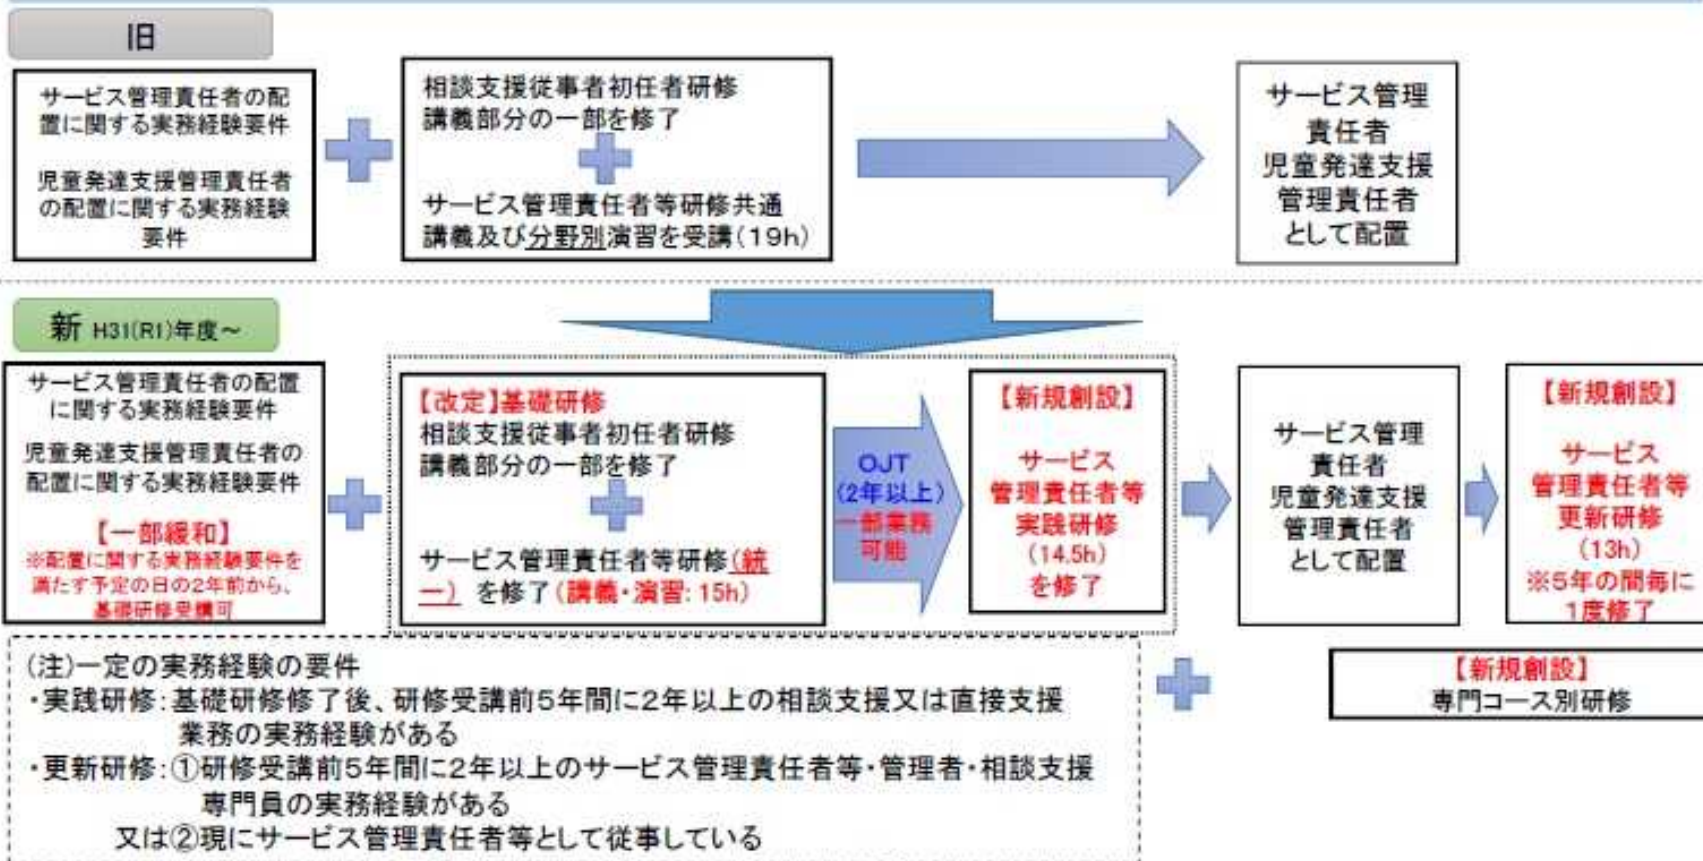 旧
サービス管理責任者の配
置に関する実務経験要件
児童発達支援管理責任者
の配置に関する実務経験
要件
相談支援従事者初任者研修
講義部分の一部を修了
サービス管理責任者等研修共通
講義及び分野別演習を受講(19h)
サービス管理
責任者
児童発達支援
管理責任者
として配置
新 H31(R1)年度~
サービス管理責任者の配置
に関する実務経験要件
児童発達支援管理責任者の
配置に関する実務経験要件
【一部緩和】
※配置に関する実務経験要件を
満たす予定の日の2年前から、
基礎研修受講可
【改定】基礎研修
相談支援従事者初任者研修
講義部分の一部を修了
サービス管理責任者等研修(統
一) を修了(講義・演習: 15h)
OJT
(2年以上)
一部業務
可能
【新規創設】
サービス
管理責任者等
実践研修
(14.5h)
を修了
サービス管理
責任者
児童発達支援
管理責任者
として配置
【新規創設】
サービス
管理責任者等
更新研修
(13h)
※5年の間毎に
1度修了
(注)一定の実務経験の要件
・実践研修:基礎研修修了後、研修受講前5年間に2年以上の相談支援又は直接支援
業務の実務経験がある
・更新研修:①研修受講前5年間に2年以上のサービス管理責任者等・管理者・相談支援
専門員の実務経験がある
又は②現にサービス管理責任者等として従事している
【新規創設】
専門コース別研修